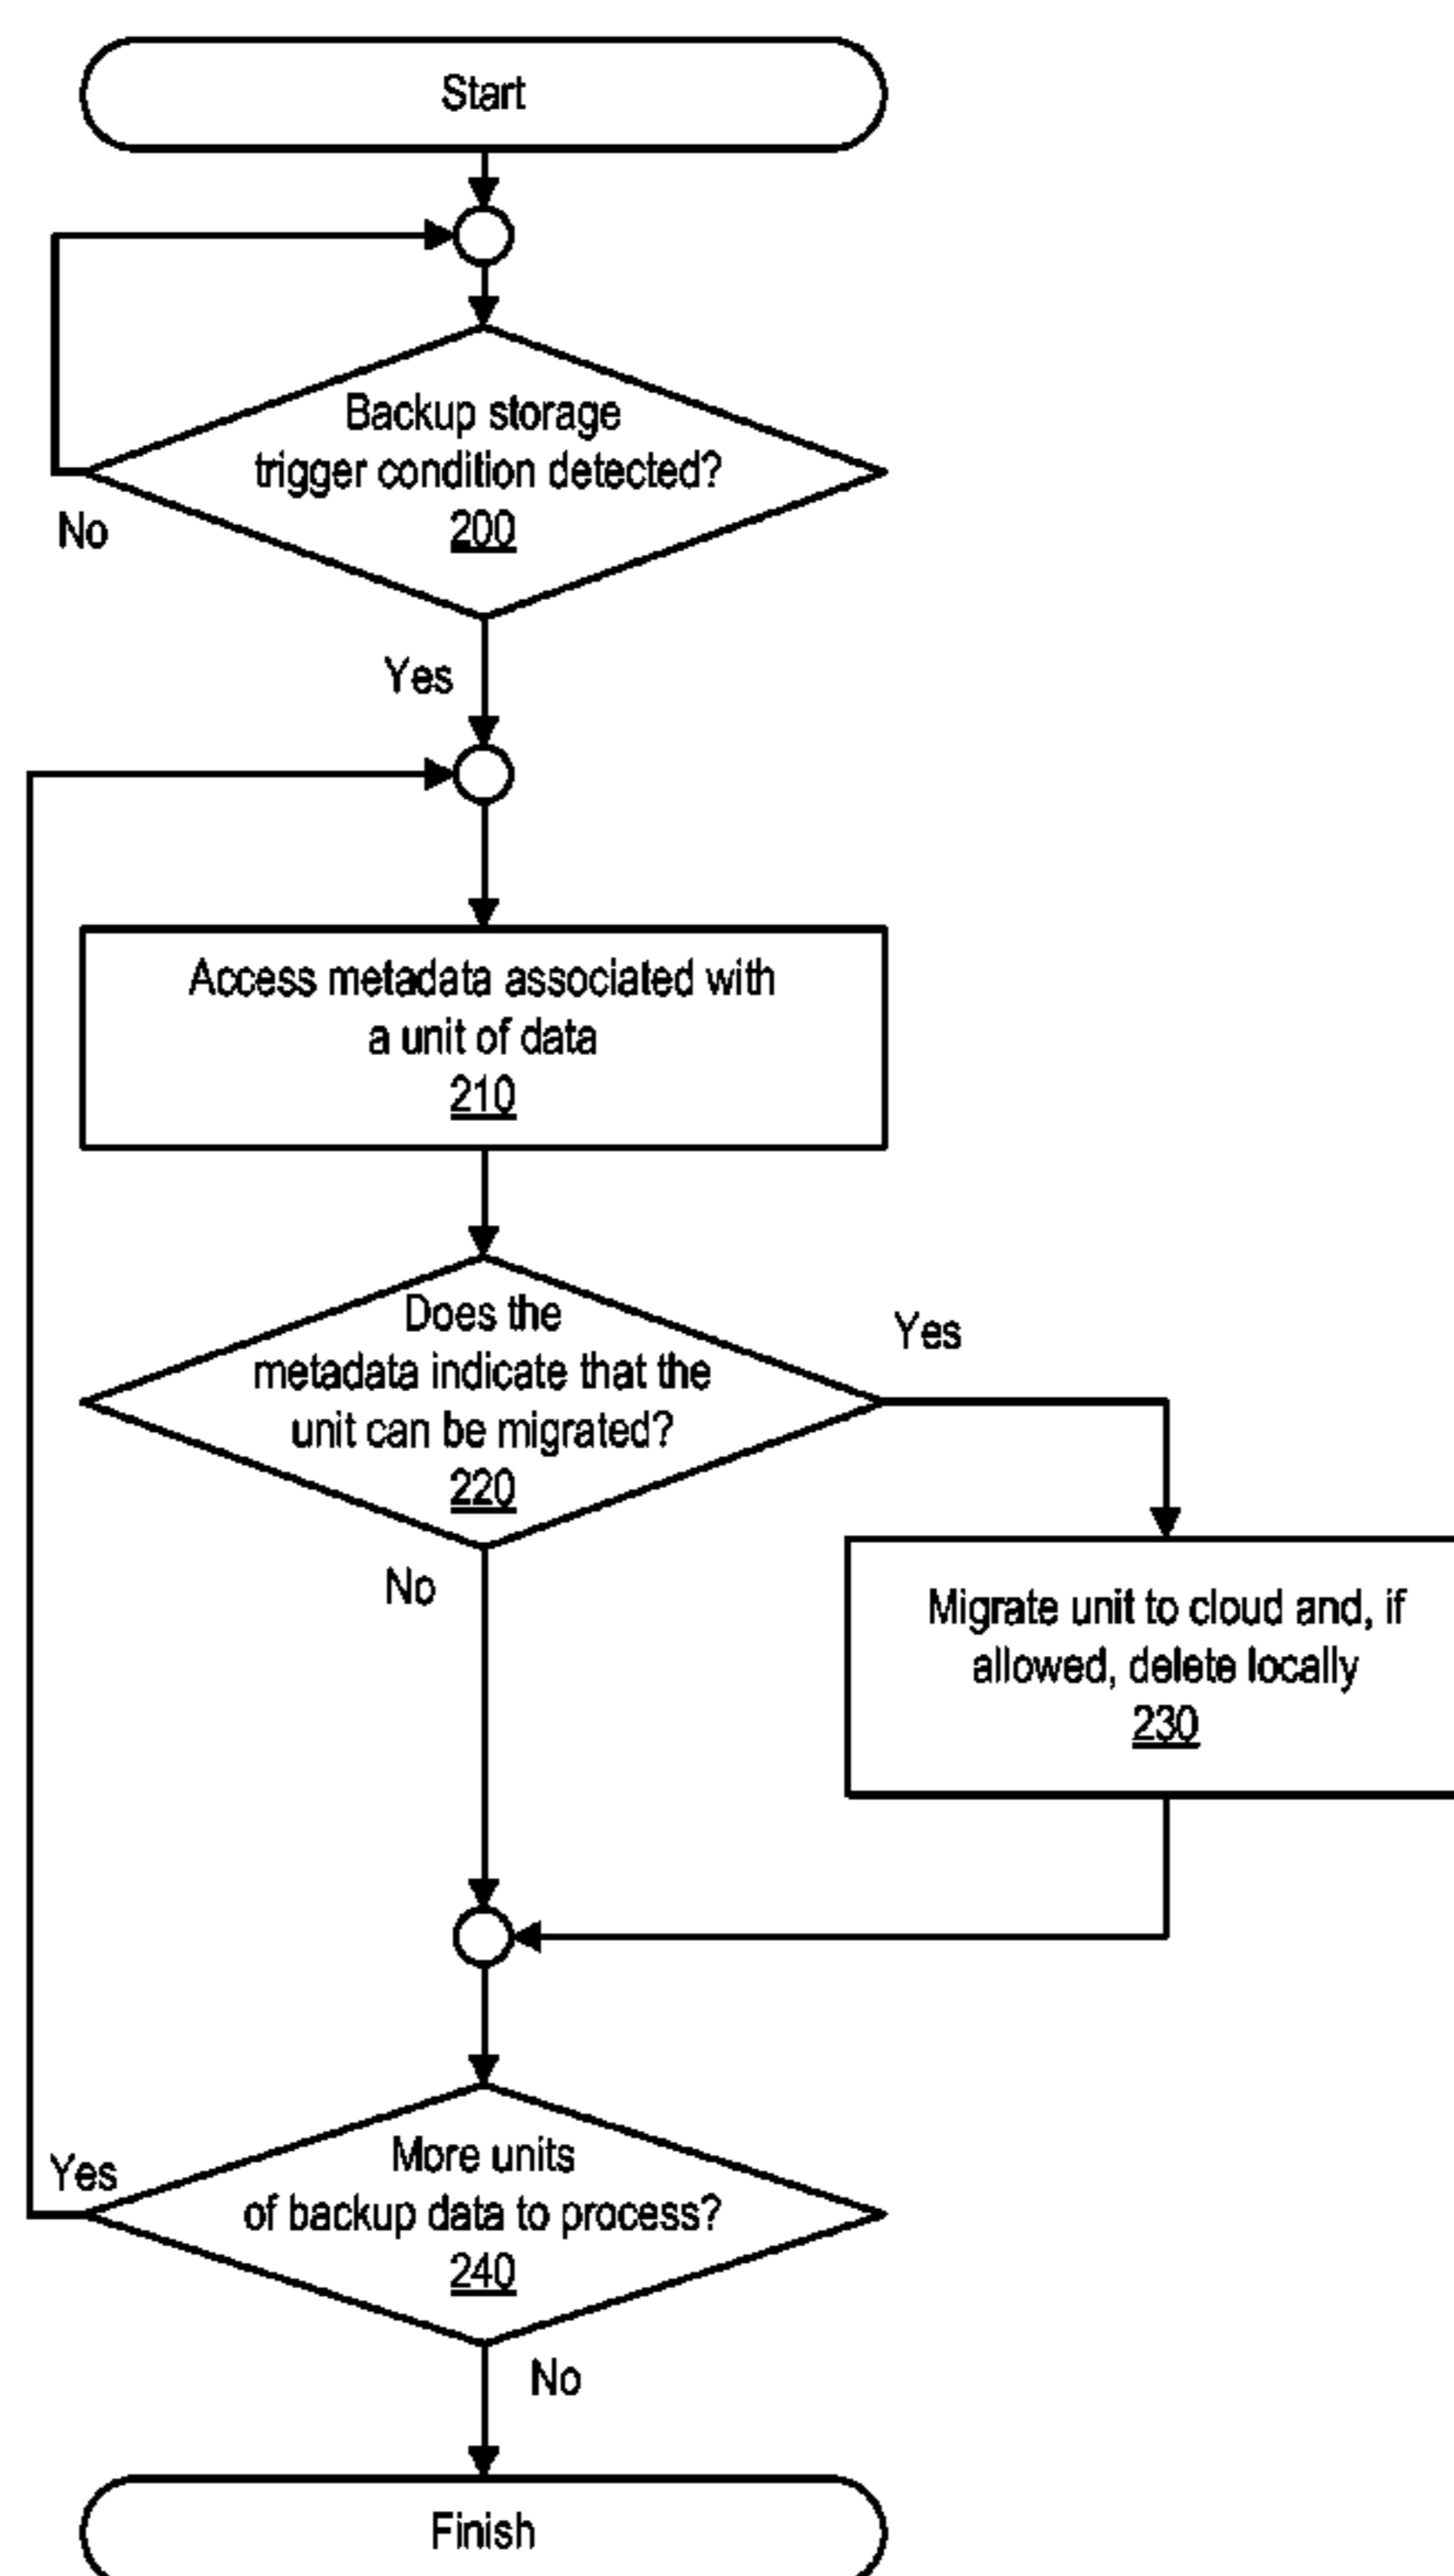 Start
Backup storage
trigger condition detected?
200
No
Yes
Access metadata associated with
a unit of data
210
Does the
metadata indicate that the
unit can be migrated?
220
Yes
No
Migrate unit to cloud and, if
allowed, delete locally
230
More units
of backup data to process?
240
Yes
No
Finish